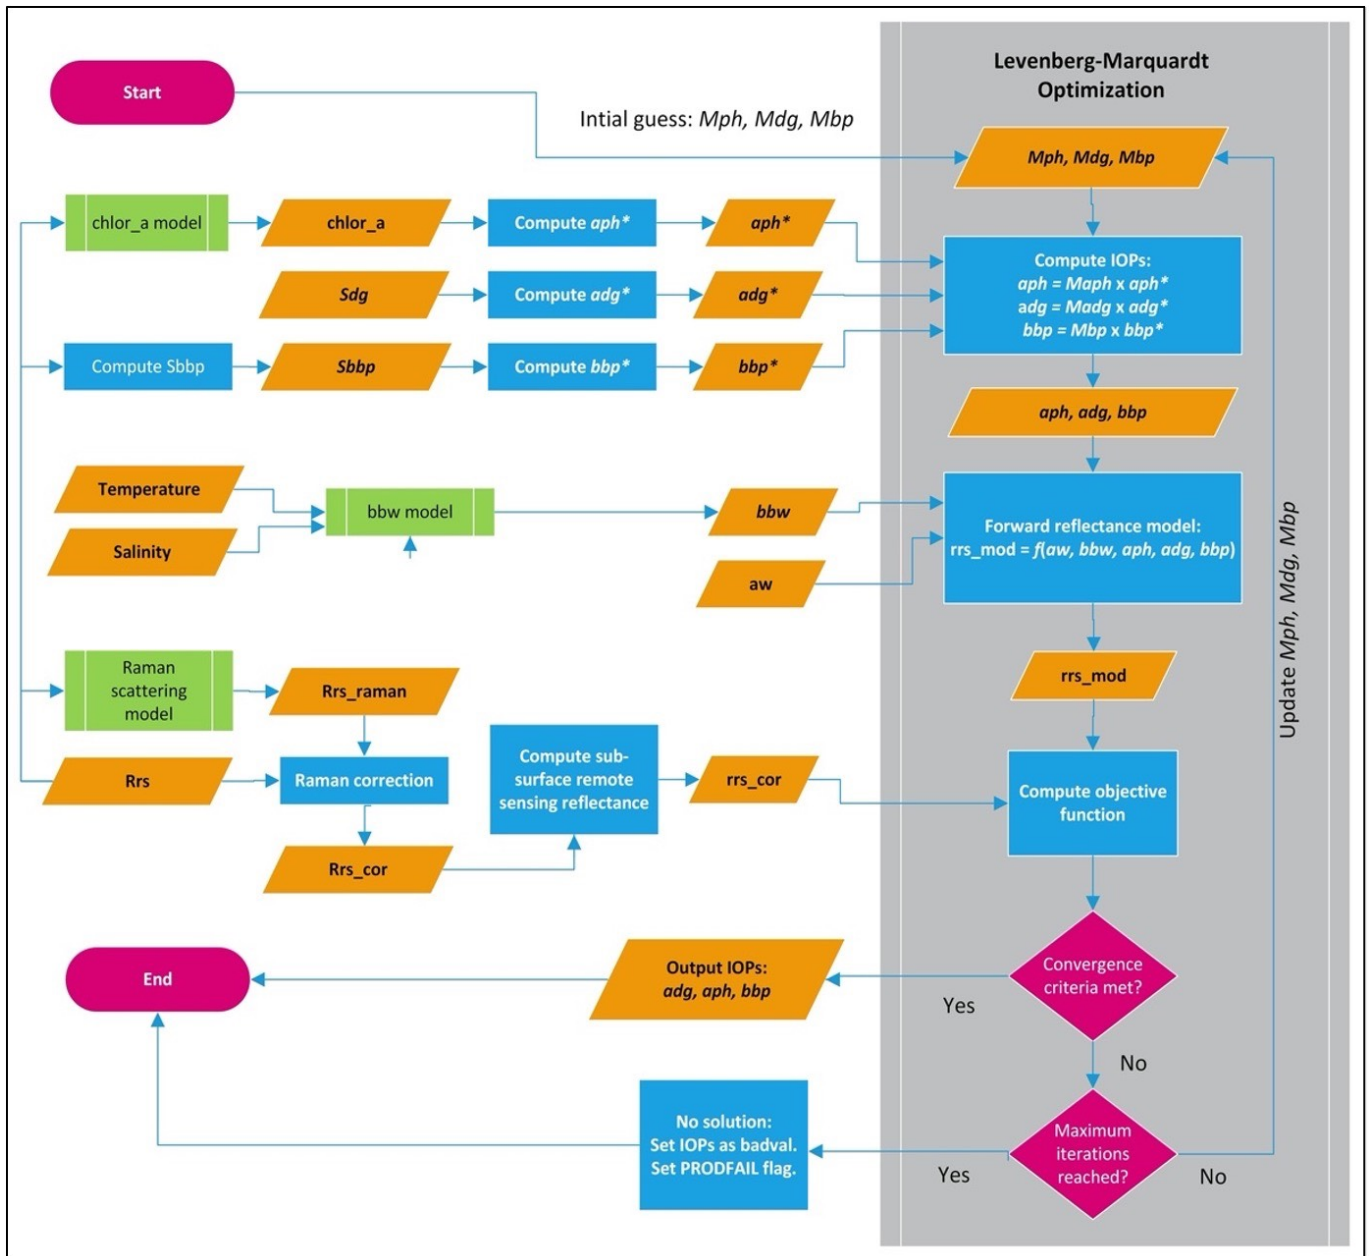 Levenberg-Marquardt
Optimization
Start
Intial guess: Mph, Mdg, Mbp
Mph, Mdg, Mbp
chlor_a model
chlor_a
Compute aph*
aph*
Sdg
Compute adg*
adg*
Compute IOPs:
aph = Maph x aph*
adg = Madg x adg*
bbp = Mbp x bbp*
Compute Sbbp
Sbbp
Compute bbp*
bbp*
aph, adg, bbp
Temperature
Salinity
bbw model
bbw
aw
Forward reflectance model:
rrs_mod = f(aw, bbw, aph, adg, bbp)
Update Mph, Mdg, Mbp
Raman
scattering
model
Rrs_raman
rrs_mod
Rrs
Raman correction
Compute sub-
surface remote
sensing reflectance
rrs_cor
Compute objective
function
Rrs_cor
End
Output IOPs:
adg, aph, bbp
Yes
Convergence
criteria met?
No
No solution:
Set IOPs as badval.
Set PRODFAIL flag.
Yes
Maximum
iterations
reached?
No